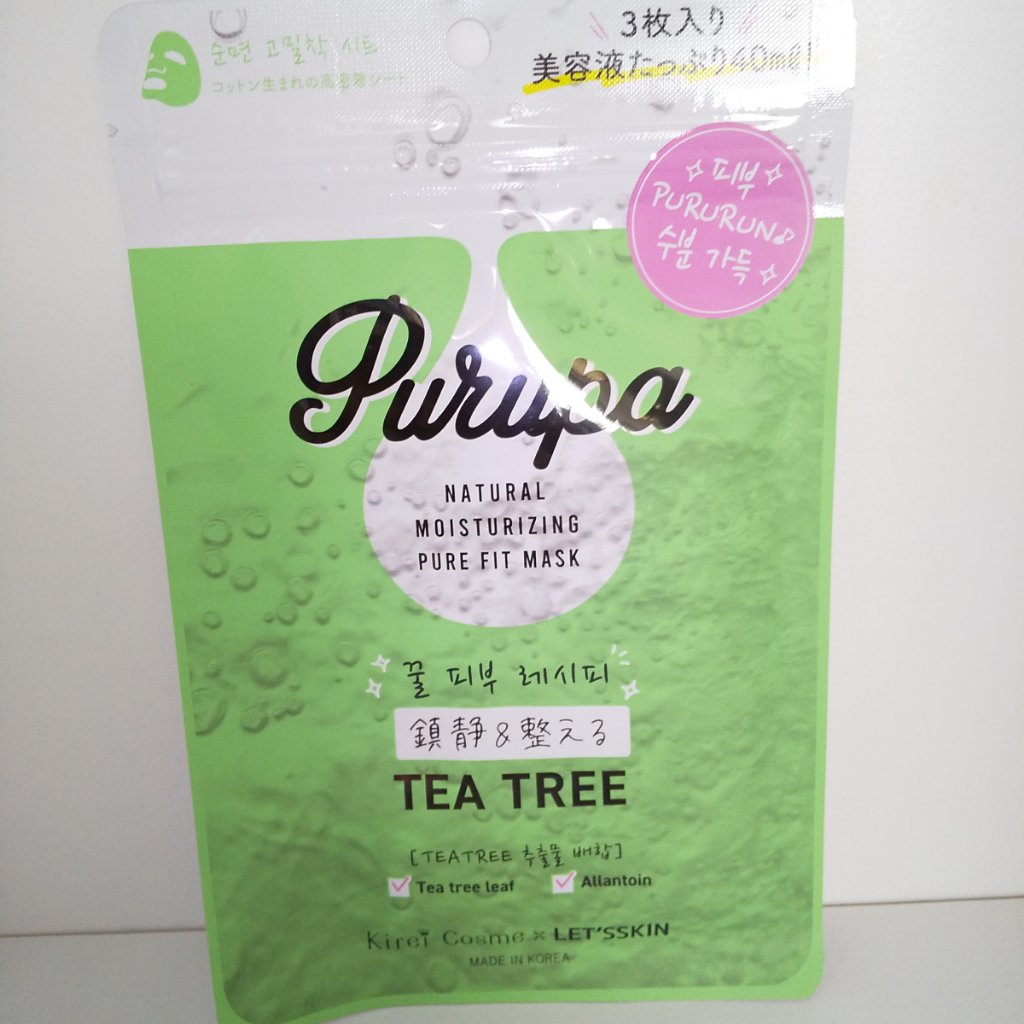 순면 고밀착 시트
コットン生まれの高密着シート
3枚入り
美容液たっぷり40mℓ
피부
PURURUN♪
수분 가득
Purupa
NATURAL
MOISTURIZING
PURE FIT MASK
꿀 피부 레시피
鎮静&整える
TEA TREE
[TEATREE 추출물 배합]
Tea tree leaf
Allantoin
Kirei Cosme × LET'SSKIN
MADE IN KOREA